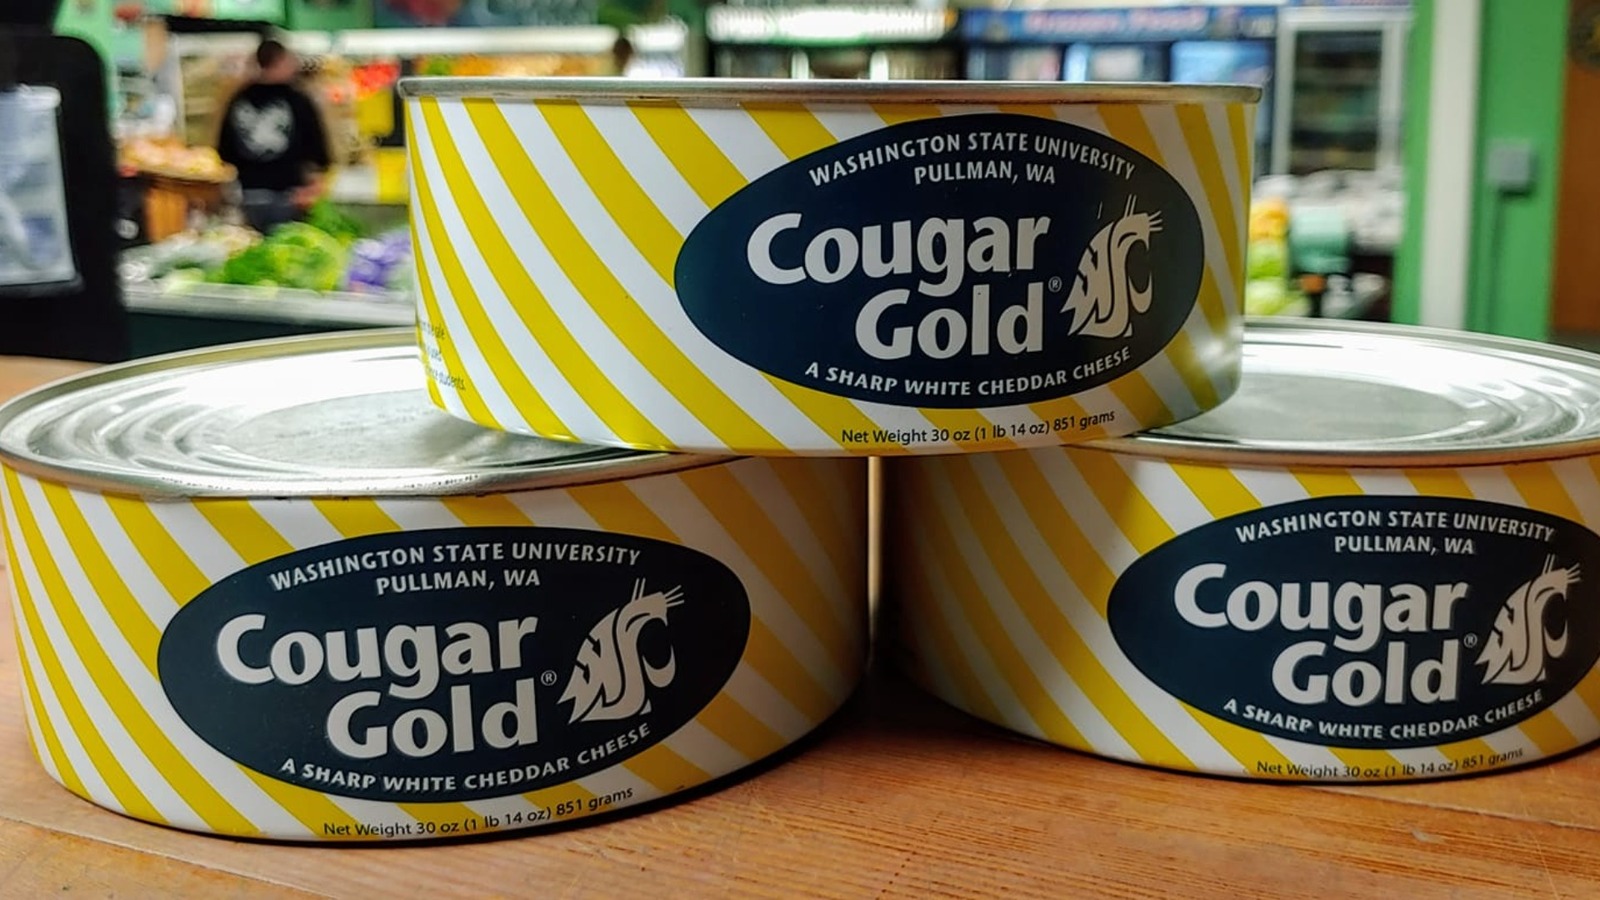 WASHINGTON STATE UNIVERSITY
PULLMAN, WA
Cougar
Gold®
A SHARP WHITE CHEDDAR CHEESE
Net Weight 30 oz (1 lb 14 oz) 851 grams
students.
WASHINGTON STATE UNIVERSITY
PULLMAN, WA
Cougar
Gold®
A SHARP WHITE CHEDDAR CHEESE
Net Weight 30 oz (1 lb 14 oz) 851 grams
WASHINGTON STATE UNIVERSITY
PULLMAN, WA
Cougar
Gold®
A SHARP WHITE CHEDDAR CHEESE
Net Weight 30 oz (1 lb 14 oz) 851 grams